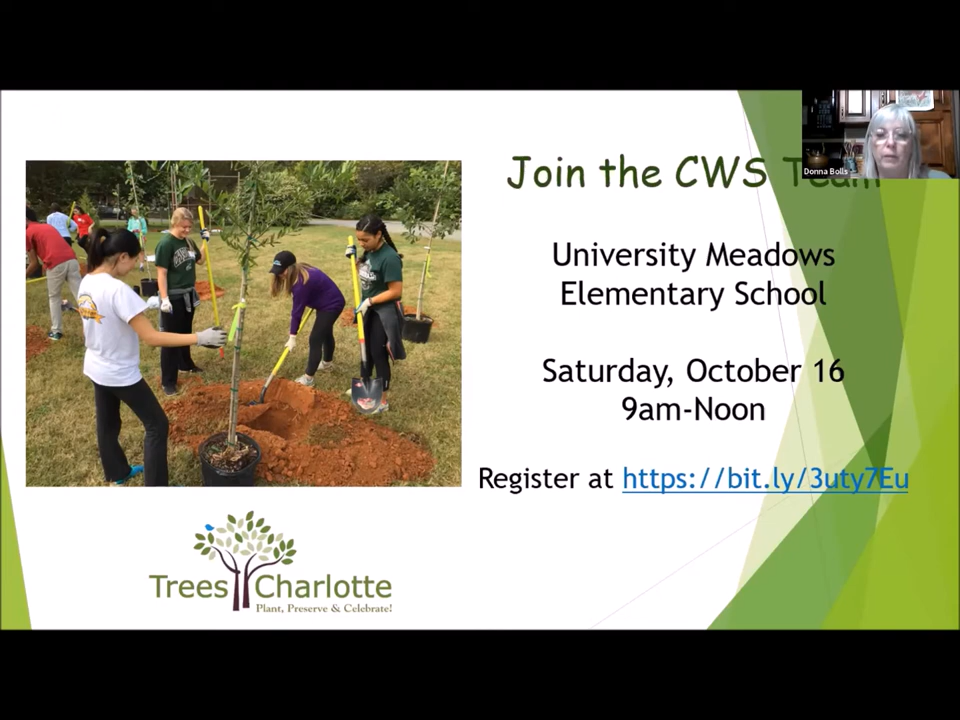 Join the CWS Team
Donna Bolls
University Meadows
Elementary School
Saturday, October 16
9am-Noon
Register at https://bit.ly/3uty7Eu
Trees Charlotte
Plant, Preserve & Celebrate!